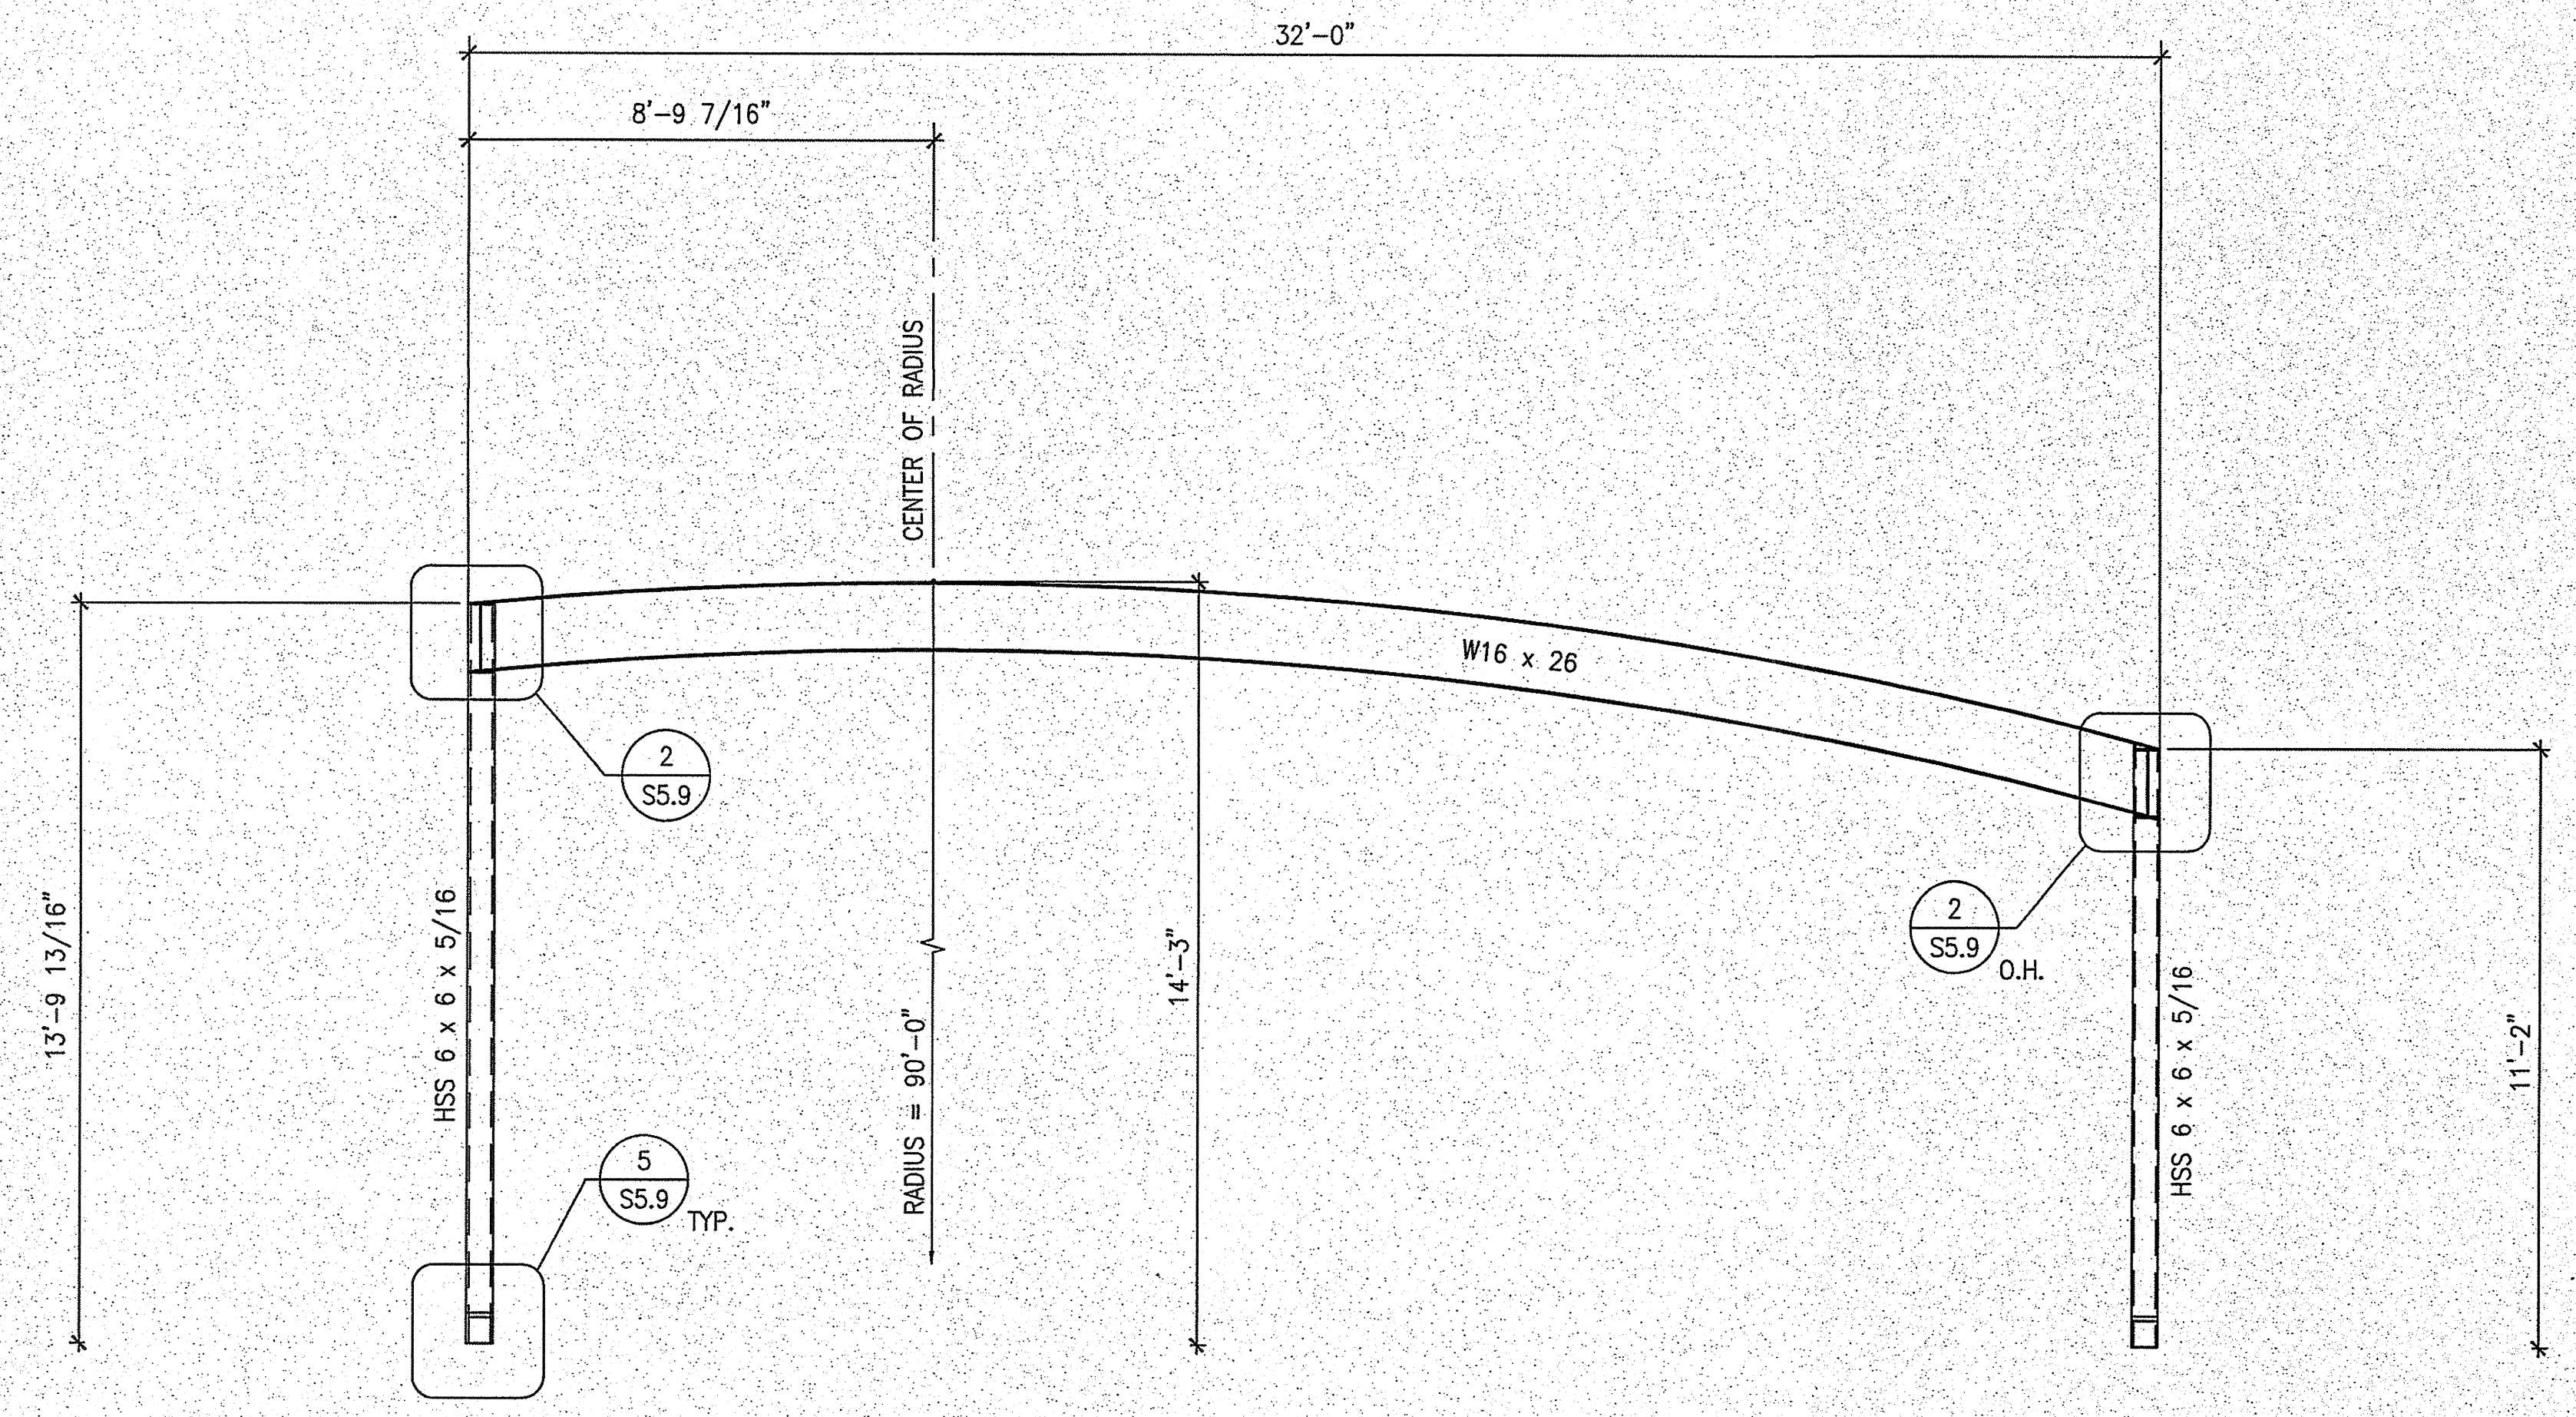 32'-0"
8'-9 7/16"
CENTER OF RADIUS
W16 x 26
2
S5.9
13'-9 13/16"
HSS 6 x 6 x 5/16
14'-3"
2
S5.9
O.H.
RADIUS = 90'-0"
HSS 6 x 6 x 5/16
11'-2"
5
S5.9
TYP.